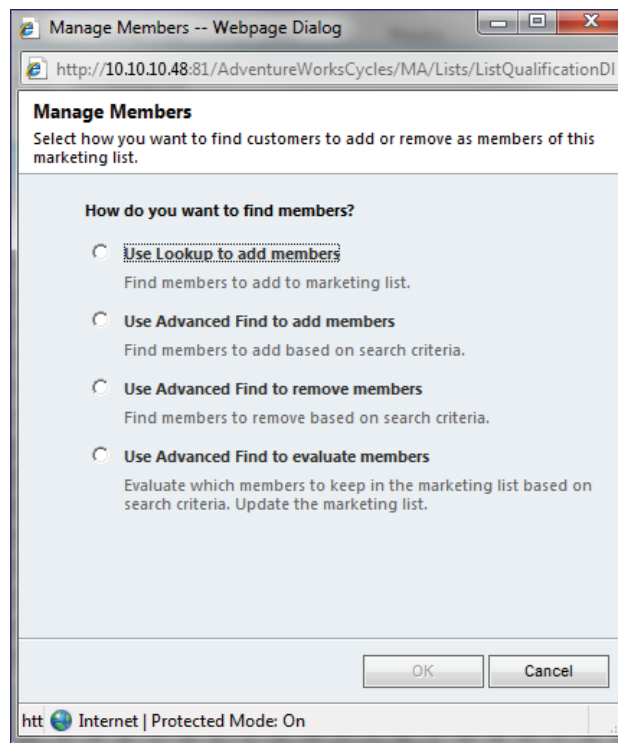 Manage Members -- Webpage Dialog
http://10.10.10.48:81/AdventureWorksCycles/MA/Lists/ListQualificationDl
Manage Members
Select how you want to find customers to add or remove as members of this
marketing list.
How do you want to find members?
Use Lookup to add members
Find members to add to marketing list.
Use Advanced Find to add members
Find members to add based on search criteria.
Use Advanced Find to remove members
Find members to remove based on search criteria.
Use Advanced Find to evaluate members
Evaluate which members to keep in the marketing list based on
search criteria. Update the marketing list.
OK Cancel
htt Internet | Protected Mode: On